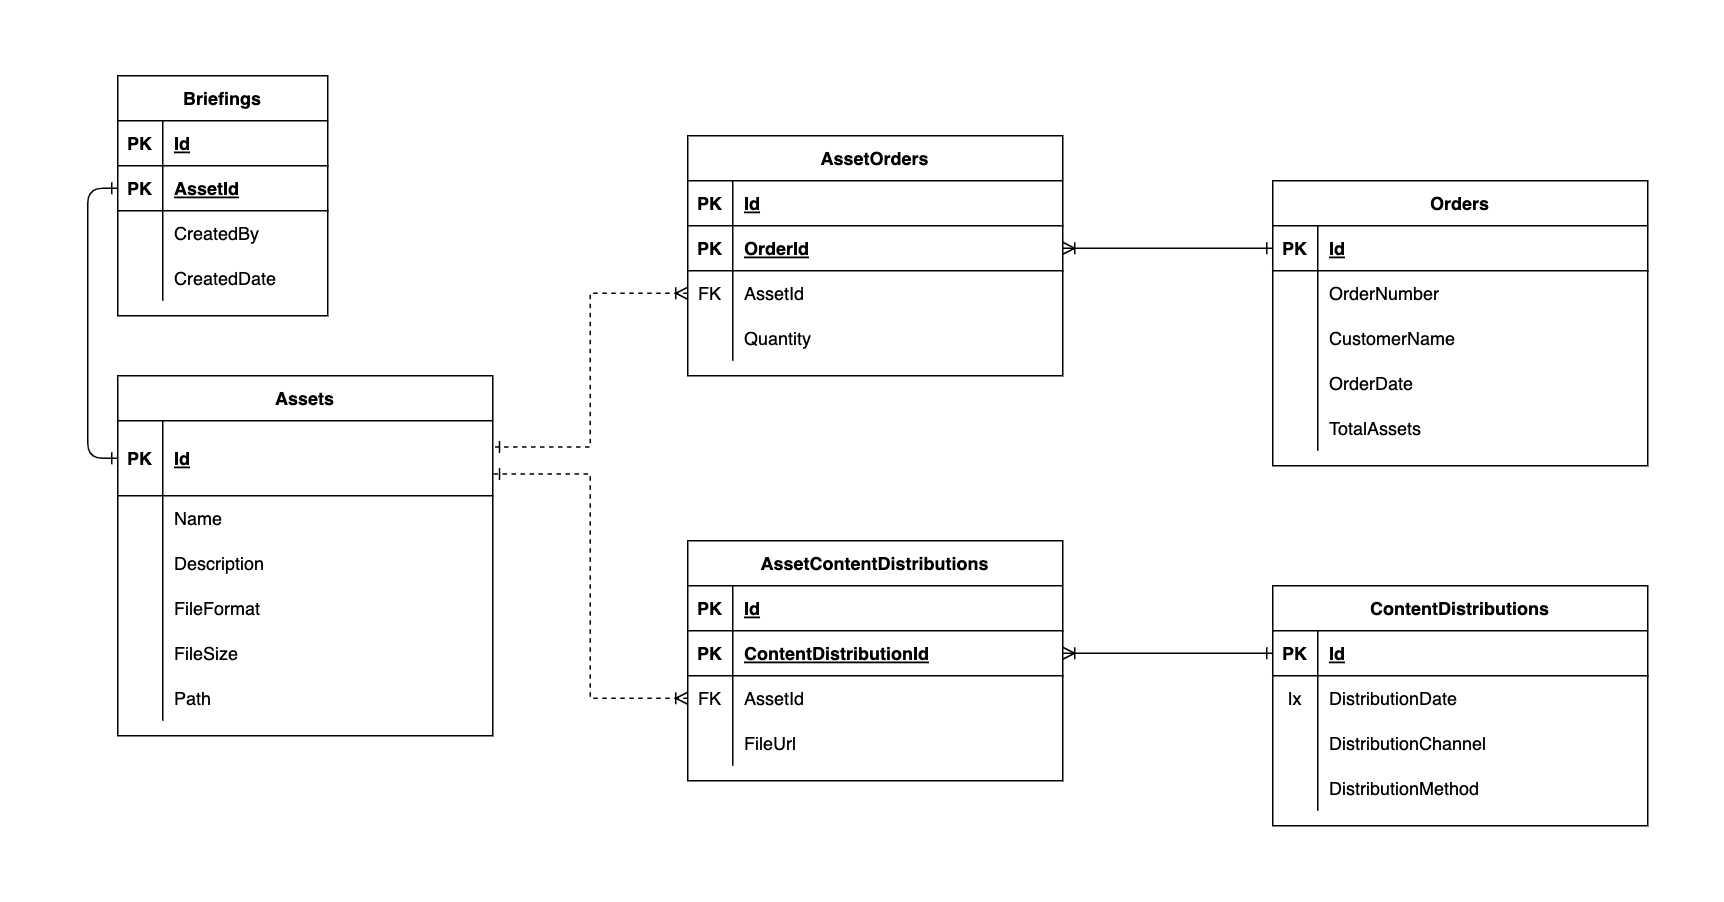 Briefings
PK Id
PK AssetId
CreatedBy
CreatedDate
Assets
PK Id
Name
Description
FileFormat
FileSize
Path
AssetOrders
PK Id
PK OrderId
FK AssetId
Quantity
Orders
PK Id
OrderNumber
CustomerName
OrderDate
TotalAssets
AssetContentDistributions
PK Id
PK ContentDistributionId
FK AssetId
FileUrl
ContentDistributions
PK Id
Ix DistributionDate
DistributionChannel
DistributionMethod